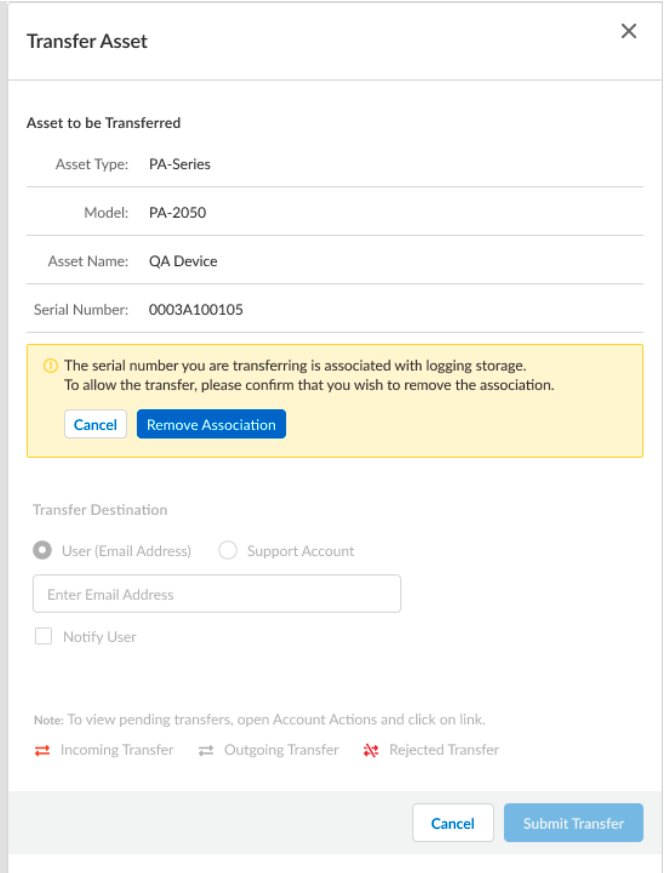 Transfer Asset
Asset to be Transferred
Asset Type: PA-Series
Model: PA-2050
Asset Name: QA Device
Serial Number: 0003A100105
The serial number you are transferring is associated with logging storage.
To allow the transfer, please confirm that you wish to remove the association.
Cancel Remove Association
Transfer Destination
User (Email Address) Support Account
Enter Email Address
Notify User
Note: To view pending transfers, open Account Actions and click on link.
Incoming Transfer Outgoing Transfer Rejected Transfer
Cancel Submit Transfer